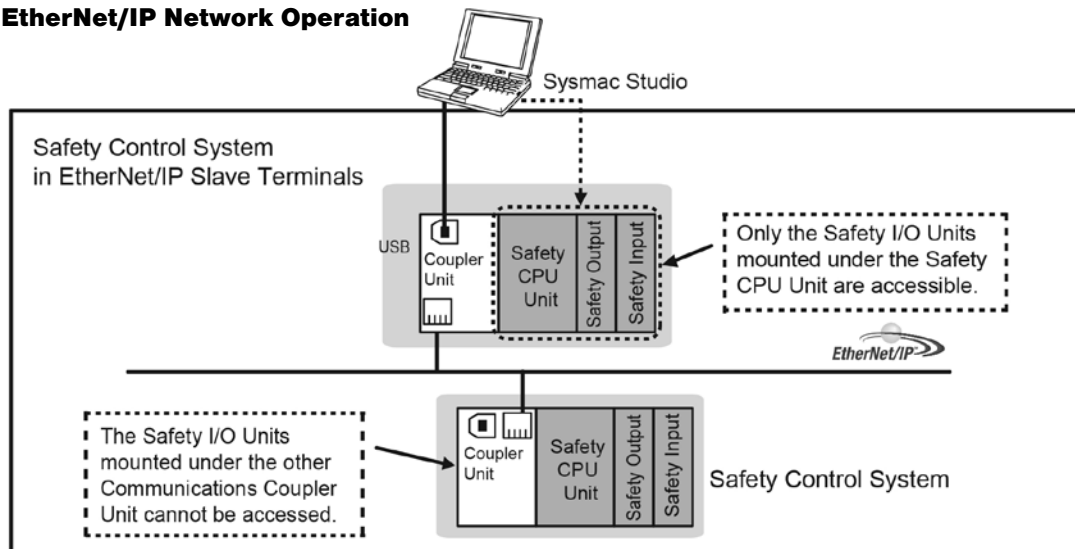 EtherNet/IP Network Operation
Sysmac Studio
Safety Control System
in EtherNet/IP Slave Terminals
USB
Coupler
Unit
Safety
CPU
Unit
Safety Output
Safety Input
Only the Safety I/O Units
mounted under the Safety
CPU Unit are accessible.
EtherNet/IP™
The Safety I/O Units
mounted under the other
Communications Coupler
Unit cannot be accessed.
Coupler
Unit
Safety
CPU
Unit
Safety Output
Safety Input
Safety Control System